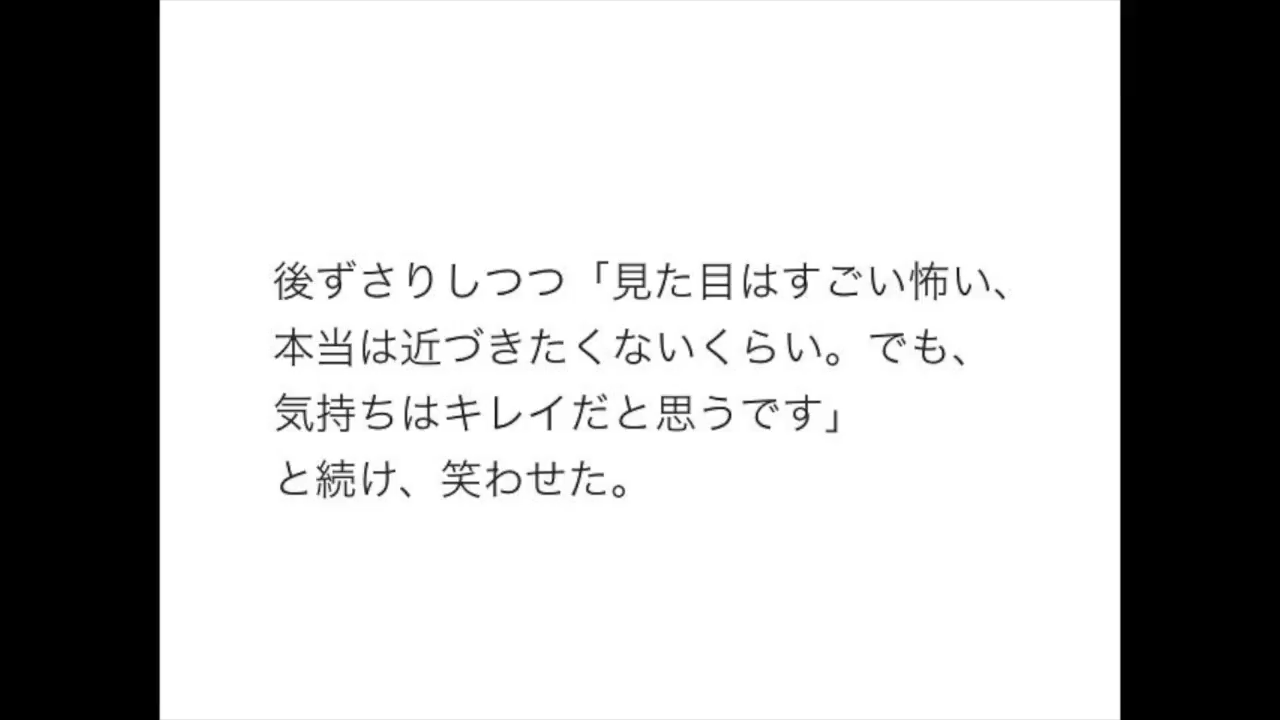 後ずさりしつつ「見た目はすごい怖い、
本当は近づきたくないくらい。でも、
気持ちはキレイだと思うです」
と続け、笑わせた。